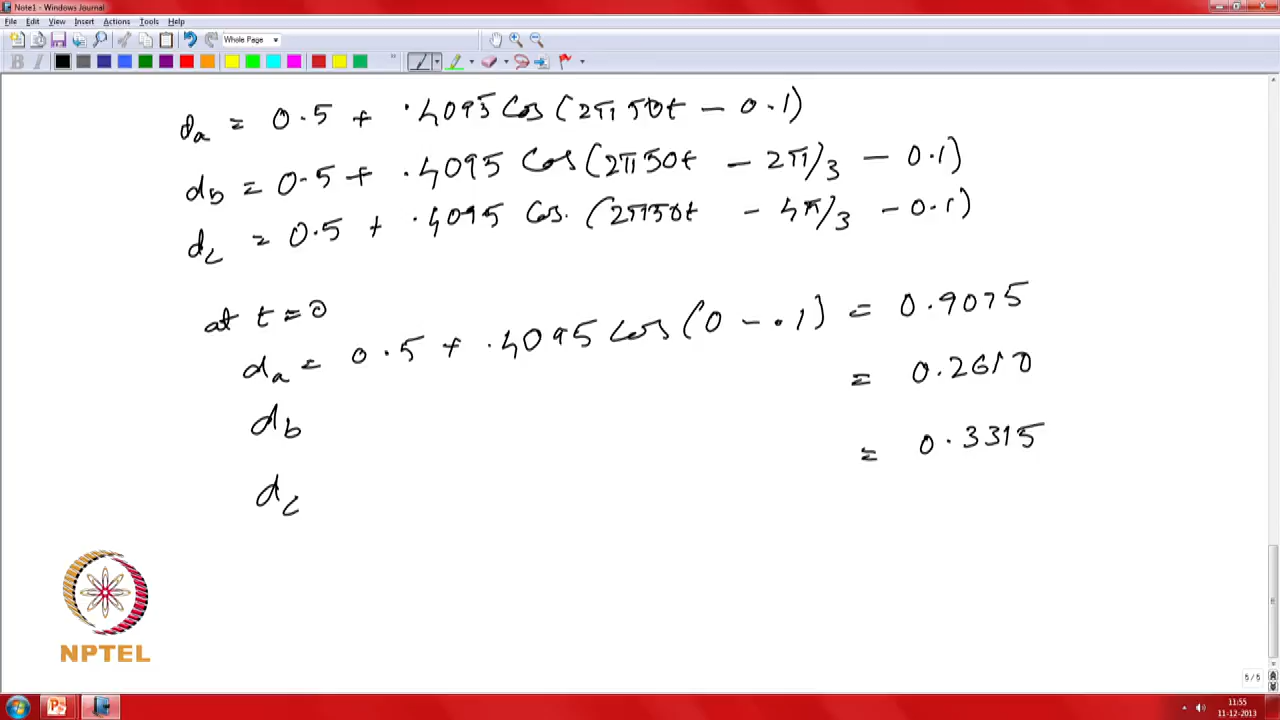 Note1 - Windows Journal
File Edit View Insert Actions Tools Help
Whole Page
B I
da = 0.5 + .4095 Cos (2π 50t - 0.1)
db = 0.5 + .4095 Cos (2π50t - 2π/3 - 0.1)
dc = 0.5 + .4095 Cos. (2π50t - 4π/3 - 0.1)
at t = 0
da = 0.5 + .4095 cos (0 - .1) = 0.9075
db = 0.2610
dc = 0.3315
NPTEL
5 / 5
11:55
11-12-2013